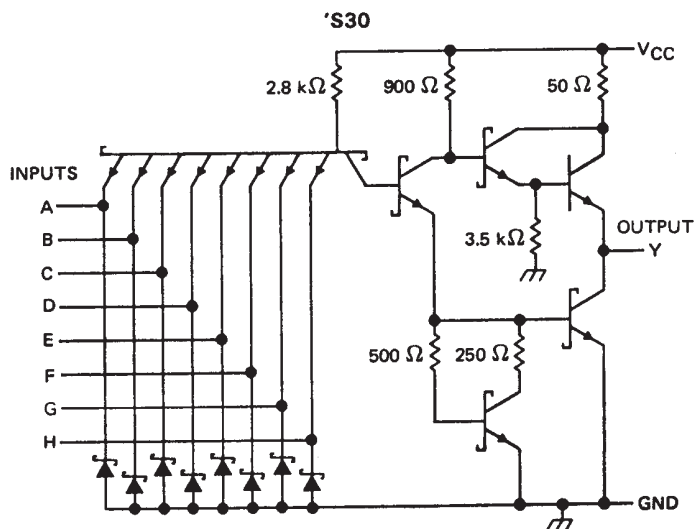 'S30
VCC
2.8 kΩ
900 Ω
50 Ω
INPUTS
A
B
C
D
E
F
G
H
3.5 kΩ
OUTPUT
Y
500 Ω
250 Ω
GND